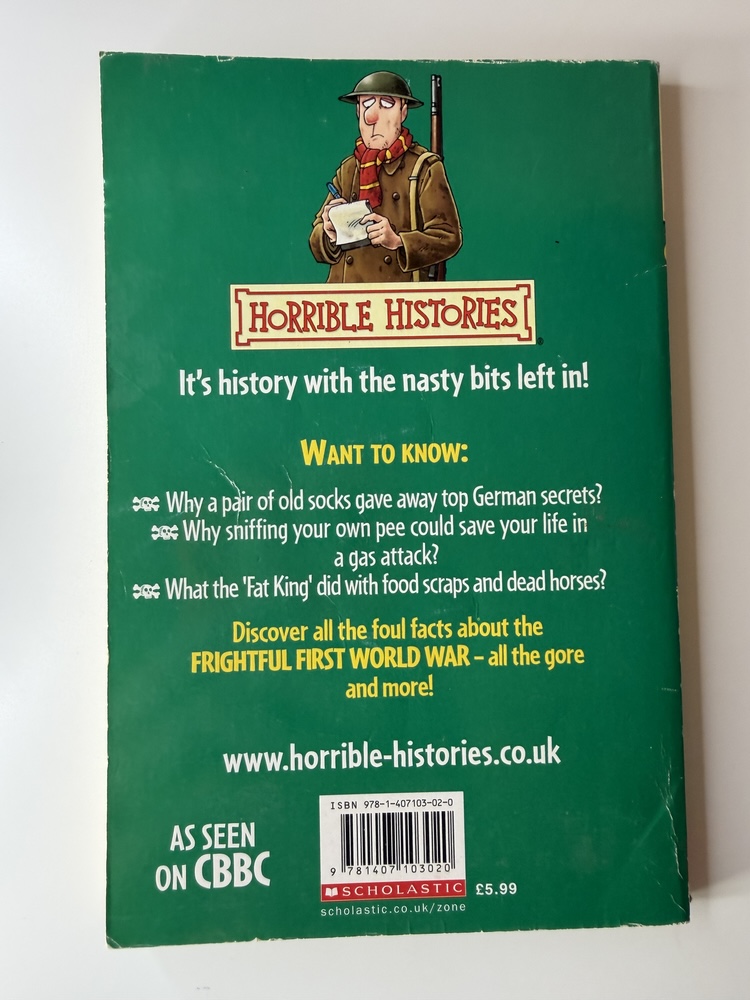 HORRIBLE HISTORIES®
It's history with the nasty bits left in!
WANT TO KNOW:
Why a pair of old socks gave away top German secrets?
Why sniffing your own pee could save your life in
a gas attack?
What the 'Fat King' did with food scraps and dead horses?
Discover all the foul facts about the
FRIGHTFUL FIRST WORLD WAR – all the gore
and more!
www.horrible-histories.co.uk
AS SEEN
ON CBBC
ISBN 978-1-407103-02-0
9 781407 103020
SCHOLASTIC
£5.99
scholastic.co.uk/zone